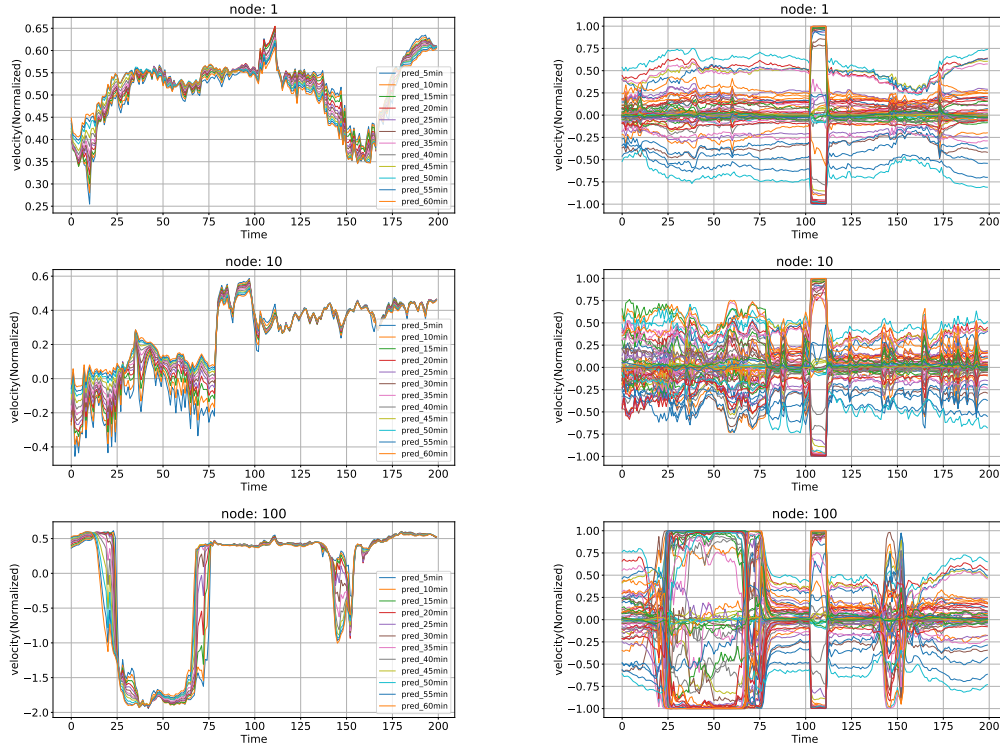 node: 1
velocity(Normalized)
0.65
0.60
0.55
0.50
0.45
0.40
0.35
0.30
0.25
0 25 50 75 100 125 150 175 200
Time
pred_5min
pred_10min
pred_15min
pred_20min
pred_25min
pred_30min
pred_35min
pred_40min
pred_45min
pred_50min
pred_55min
pred_60min
node: 1
1.00
0.75
0.50
0.25
0.00
−0.25
−0.50
−0.75
−1.00
0 25 50 75 100 125 150 175 200
Time
node: 10
velocity(Normalized)
0.6
0.4
0.2
0.0
−0.2
−0.4
0 25 50 75 100 125 150 175 200
Time
pred_5min
pred_10min
pred_15min
pred_20min
pred_25min
pred_30min
pred_35min
pred_40min
pred_45min
pred_50min
pred_55min
pred_60min
node: 10
1.00
0.75
0.50
0.25
0.00
−0.25
−0.50
−0.75
−1.00
0 25 50 75 100 125 150 175 200
Time
node: 100
velocity(Normalized)
0.5
0.0
−0.5
−1.0
−1.5
−2.0
0 25 50 75 100 125 150 175 200
Time
pred_5min
pred_10min
pred_15min
pred_20min
pred_25min
pred_30min
pred_35min
pred_40min
pred_45min
pred_50min
pred_55min
pred_60min
node: 100
1.00
0.75
0.50
0.25
0.00
−0.25
−0.50
−0.75
−1.00
0 25 50 75 100 125 150 175 200
Time